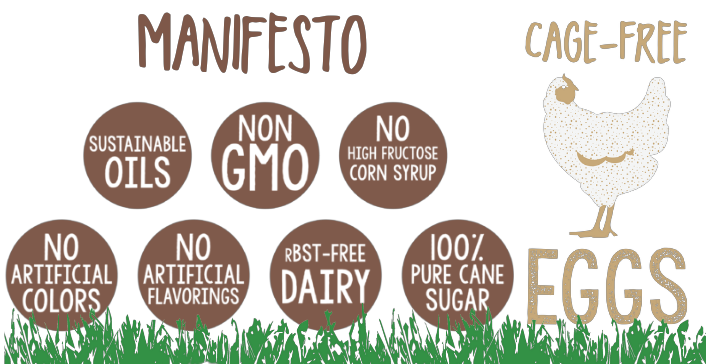 MANIFESTO
CAGE-FREE
SUSTAINABLE
OILS
NON
GMO
NO
HIGH FRUCTOSE
CORN SYRUP
NO
ARTIFICIAL
COLORS
NO
ARTIFICIAL
FLAVORINGS
rBST-FREE
DAIRY
100%
PURE CANE
SUGAR
EGGS